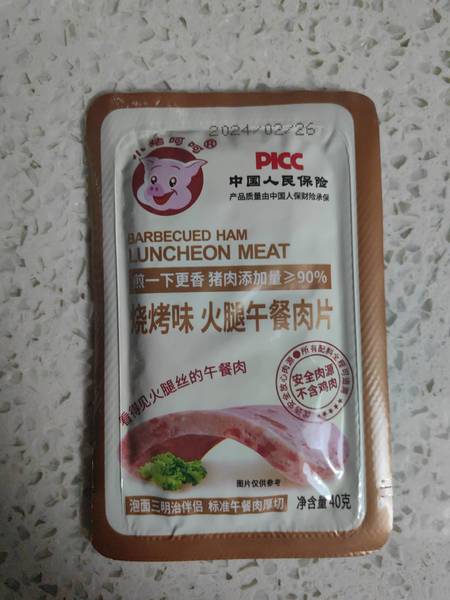 2024/02/26
小猪呵呵
PICC
中国人民保险
产品质量由中国人保财险承保
BARBECUED HAM
LUNCHEON MEAT
煎一下更香 猪肉添加量≥90%
烧烤味 火腿午餐肉片
看得见火腿丝的午餐肉
安全肉源
不含鸡肉
图片仅供参考
泡面三明治伴侣 标准午餐肉厚切
净含量40克